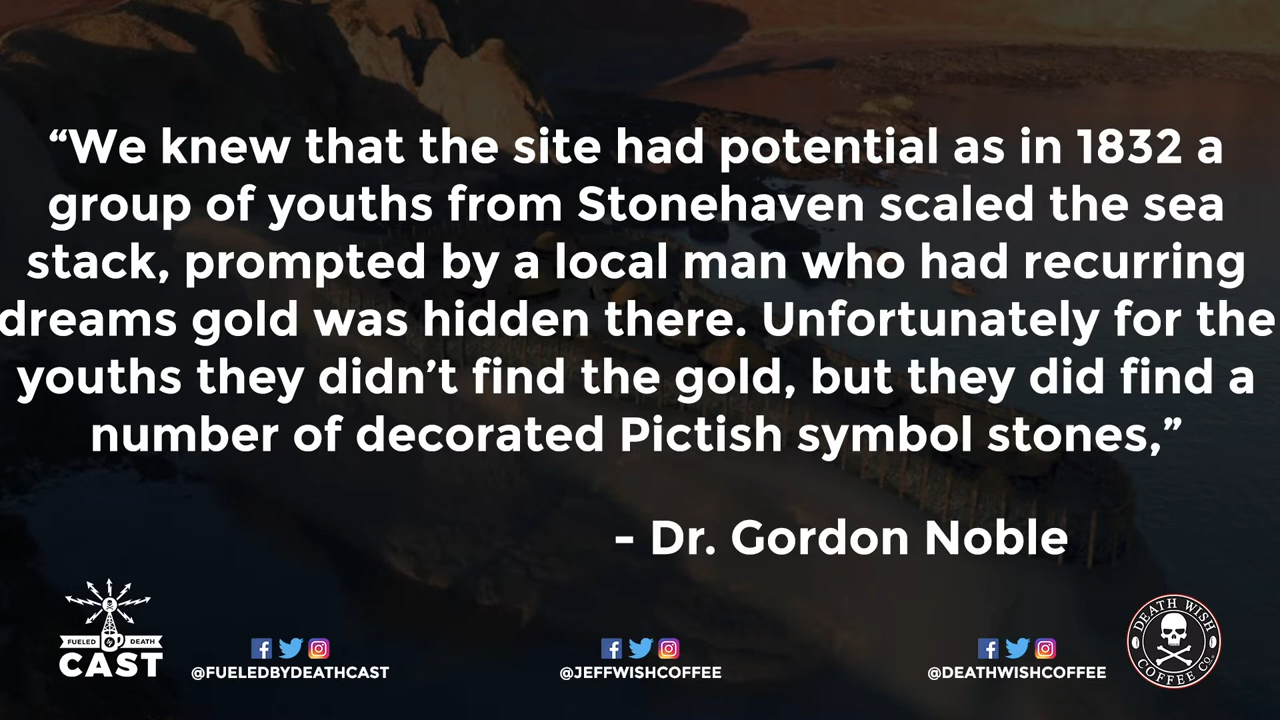 “We knew that the site had potential as in 1832 a
group of youths from Stonehaven scaled the sea
stack, prompted by a local man who had recurring
dreams gold was hidden there. Unfortunately for the
youths they didn’t find the gold, but they did find a
number of decorated Pictish symbol stones,”
- Dr. Gordon Noble
FUELED DEATH
CAST
@FUELEDBYDEATHCAST
@JEFFWISHCOFFEE
@DEATHWISHCOFFEE
DEATH WISH
COFFEE CO.